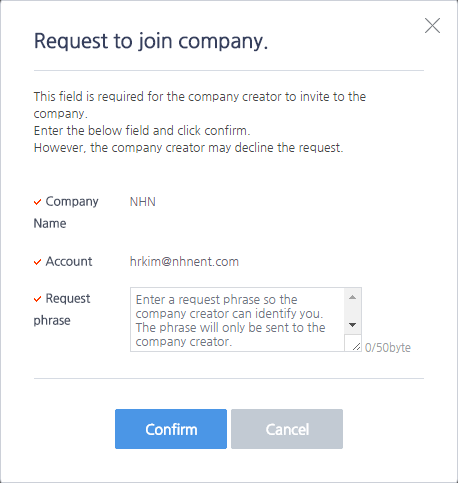 Request to join company.
This field is required for the company creator to invite to the
company.
Enter the below field and click confirm.
However, the company creator may decline the request.
Company
Name
NHN
Account
hrkim@nhnent.com
Request
phrase
Enter a request phrase so the
company creator can identify you.
The phrase will only be sent to the
company creator.
0/50byte
Confirm
Cancel